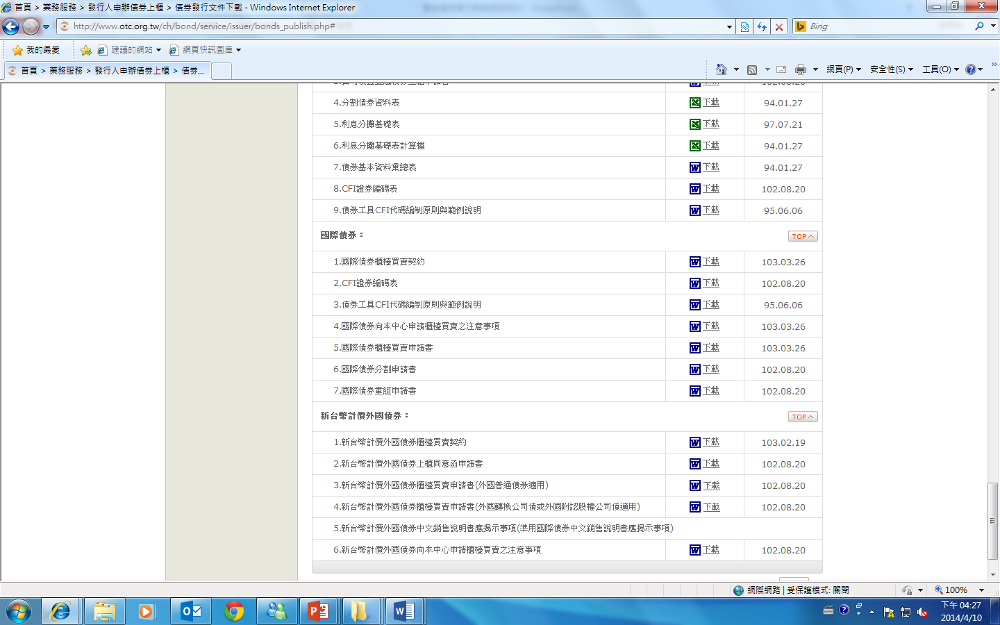 首頁 > 業務服務 > 發行人申辦債券上櫃 > 債券發行文件下載 - Windows Internet Explorer
http://www.otc.org.tw/ch/bond/service/issuer/bonds_publish.php#
Bing
我的最愛
建議的網站
網頁快訊圖庫
首頁 > 業務服務 > 發行人申辦債券上櫃 > 債券...
網頁(P)
安全性(S)
工具(O)
4.分割債券資料表 下載 94.01.27
5.利息分攤基礎表 下載 97.07.21
6.利息分攤基礎表計算檔 下載 94.01.27
7.債券基本資料彙總表 下載 94.01.27
8.CFI證券編碼表 下載 102.08.20
9.債券工具CFI代碼編制原則與範例說明 下載 95.06.06
國際債券： TOP
1.國際債券櫃檯買賣契約 下載 103.03.26
2.CFI證券編碼表 下載 102.08.20
3.債券工具CFI代碼編制原則與範例說明 下載 95.06.06
4.國際債券向本中心申請櫃檯買賣之注意事項 下載 103.03.26
5.國際債券櫃檯買賣申請書 下載 103.03.26
6.國際債券分割申請書 下載 102.08.20
7.國際債券重組申請書 下載 102.08.20
新台幣計價外國債券： TOP
1.新台幣計價外國債券櫃檯買賣契約 下載 103.02.19
2.新台幣計價外國債券上櫃同意函申請書 下載 102.08.20
3.新台幣計價外國債券櫃檯買賣申請書(外國普通債券適用) 下載 102.08.20
4.新台幣計價外國債券櫃檯買賣申請書(外國轉換公司債或外國附認股權公司債適用) 下載 102.08.20
5.新台幣計價外國債券中文銷售說明書應揭示事項(準用國際債券中文銷售說明書應揭示事項)
6.新台幣計價外國債券向本中心申請櫃檯買賣之注意事項 下載 102.08.20
網際網路 | 受保護模式: 關閉
100%
下午 04:27
2014/4/10